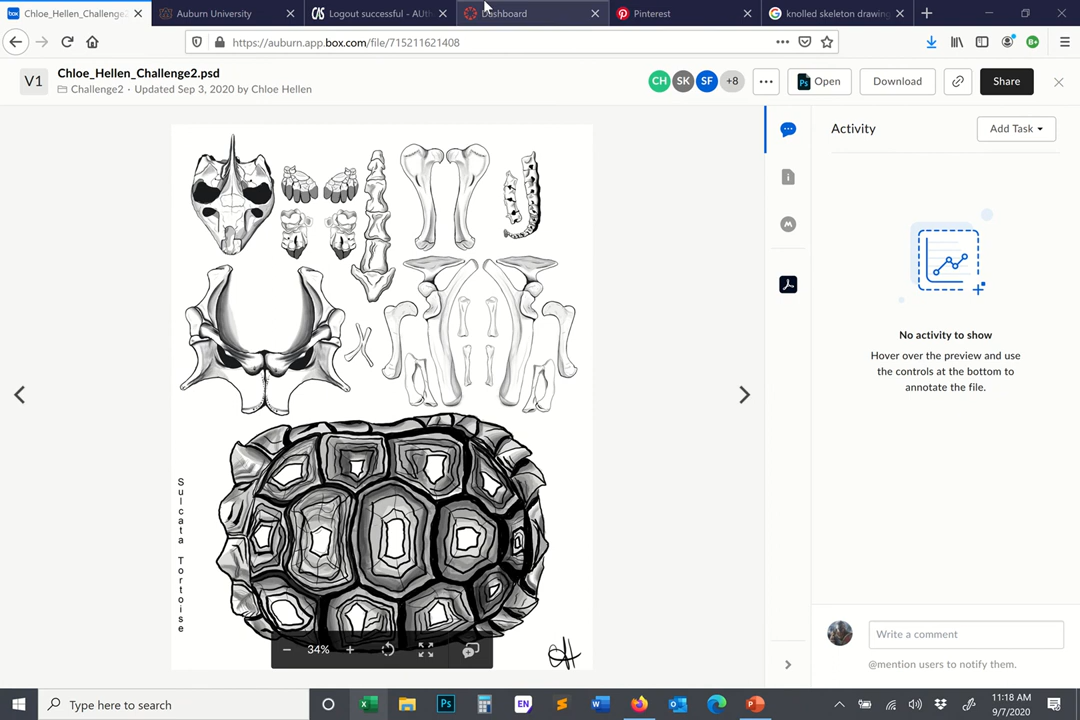 Chloe_Hellen_Challenge2.
Auburn University
Logout successful - AUth
Dashboard
Pinterest
knolled skeleton drawing
https://auburn.app.box.com/file/715211621408
V1
Chloe_Hellen_Challenge2.psd
Challenge2 • Updated Sep 3, 2020 by Chloe Hellen
CH
SK
SF
+8
Open
Download
Share
Activity
Add Task
No activity to show
Hover over the preview and use
the controls at the bottom to
annotate the file.
Sulcata Tortoise
34%
Write a comment
@mention users to notify them.
Type here to search
EN
11:18 AM
9/7/2020